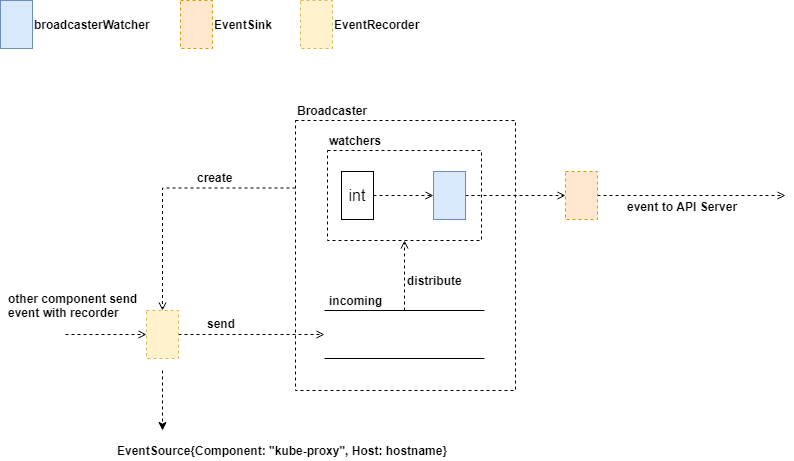 broadcasterWatcher
EventSink
EventRecorder
Broadcaster
watchers
create
int
event to API Server
distribute
other component send
event with recorder
incoming
send
EventSource{Component: "kube-proxy", Host: hostname}